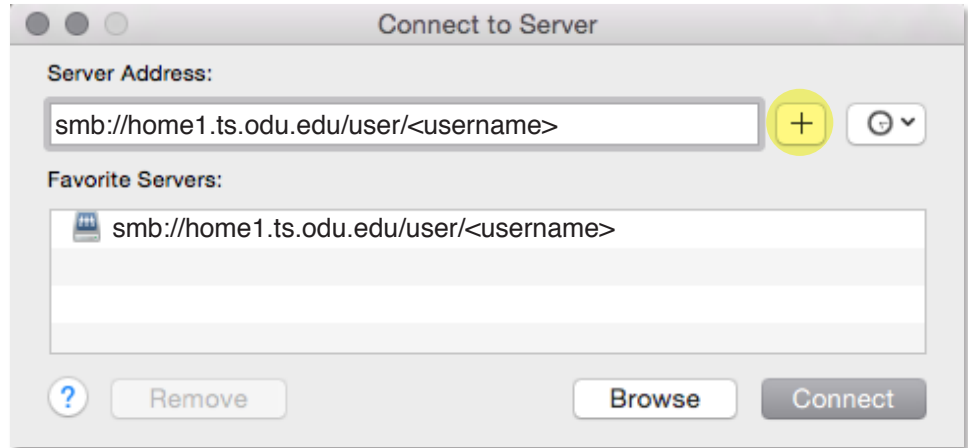 Connect to Server
Server Address:
smb://home1.ts.odu.edu/user/<username>
+
Favorite Servers:
smb://home1.ts.odu.edu/user/<username>
?
Remove
Browse
Connect